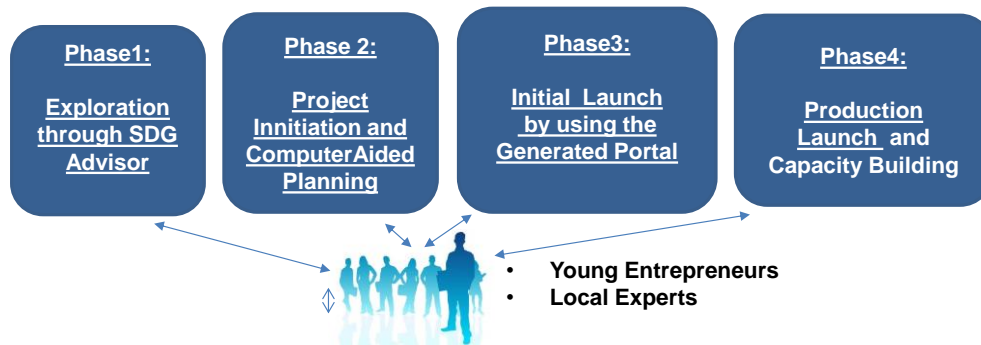 Phase1:
Exploration
through SDG
Advisor
Phase 2:
Project
Innitiation and
ComputerAided
Planning
Phase3:
Initial Launch
by using the
Generated Portal
Phase4:
Production
Launch and
Capacity Building
• Young Entrepreneurs
• Local Experts